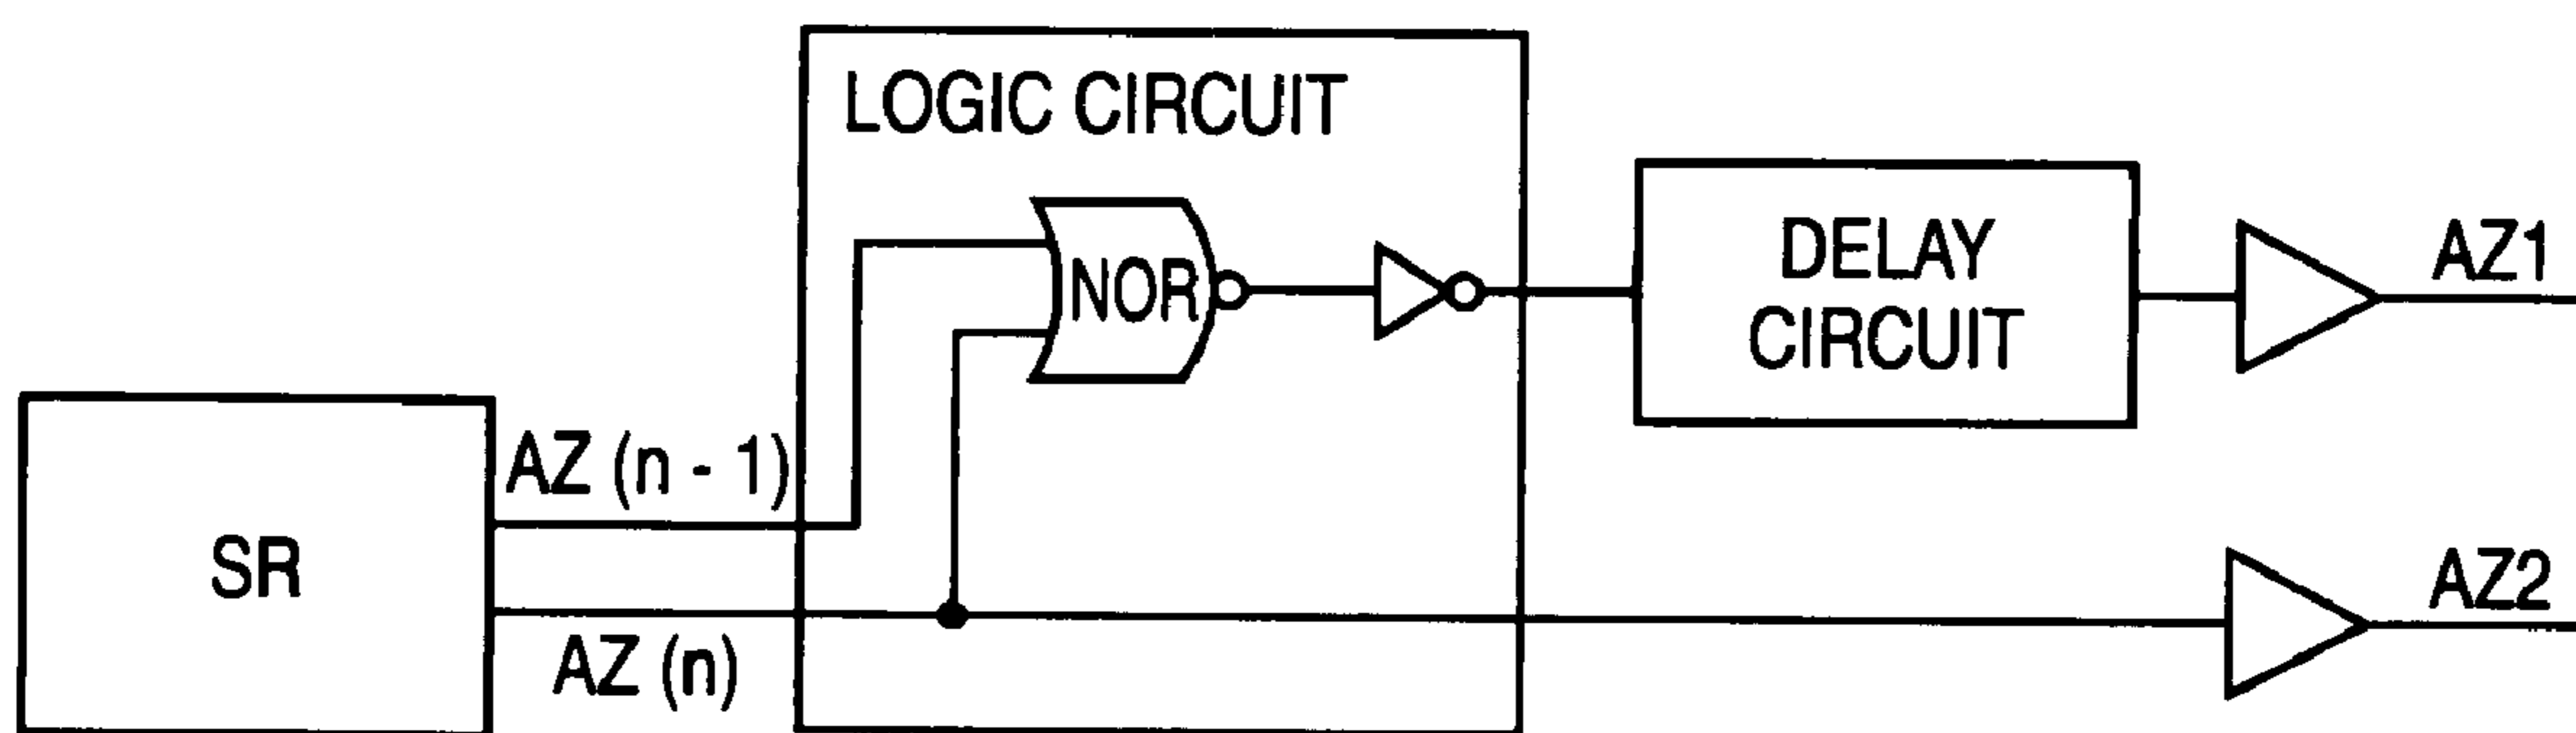 LOGIC CIRCUIT
NOR
DELAY
CIRCUIT
AZ1
SR
AZ (n - 1)
AZ (n)
AZ2